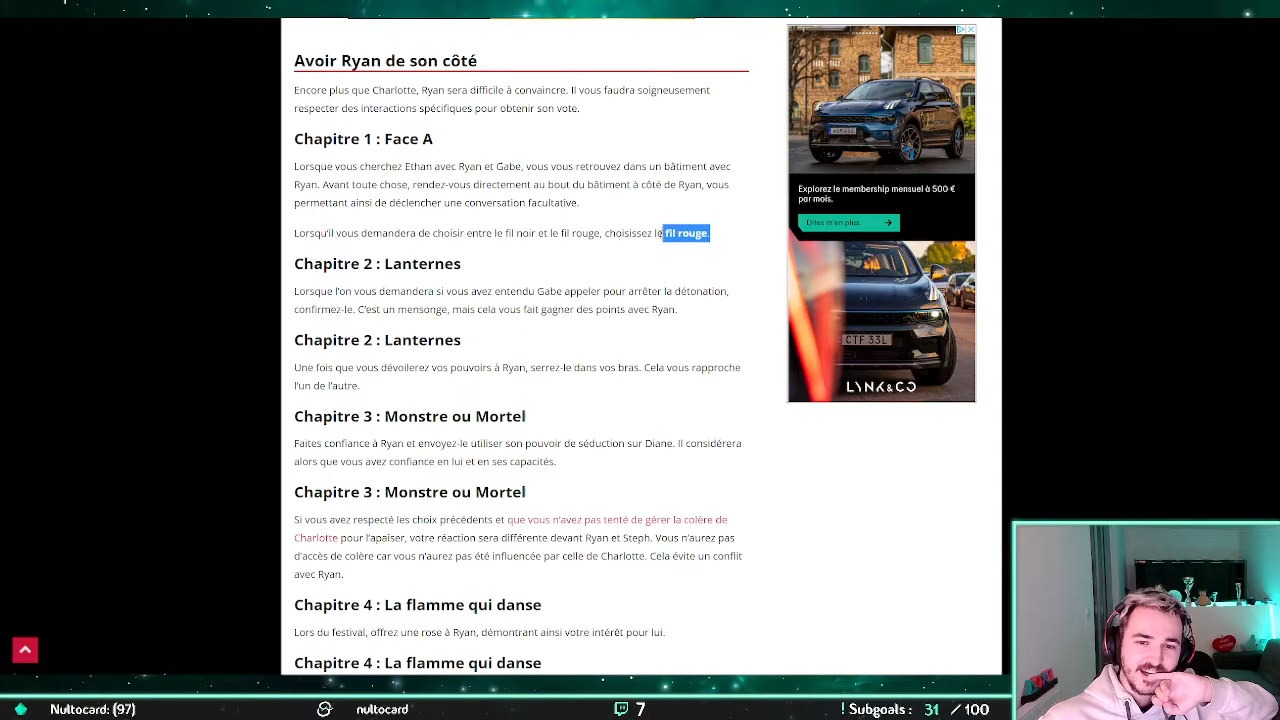 Avoir Ryan de son côté
Encore plus que Charlotte, Ryan sera difficile à convaincre. Il vous faudra soigneusement
respecter des interactions spécifiques pour obtenir son vote.
Chapitre 1 : Face A
Lorsque vous cherchez Ethan avec Ryan et Gabe, vous vous retrouvez dans un bâtiment avec
Ryan. Avant toute chose, rendez-vous directement au bout du bâtiment à côté de Ryan, vous
permettant ainsi de déclencher une conversation facultative.
Lorsqu’il vous demandera de choisir entre le fil noir et le fil rouge, choisissez le fil rouge.
Chapitre 2 : Lanternes
Lorsque l’on vous demandera si vous avez entendu Gabe appeler pour arrêter la détonation,
confirmez-le. C’est un mensonge, mais cela vous fait gagner des points avec Ryan.
Chapitre 2 : Lanternes
Une fois que vous dévoilerez vos pouvoirs à Ryan, serrez-le dans vos bras. Cela vous rapproche
l’un de l’autre.
Chapitre 3 : Monstre ou Mortel
Faites confiance à Ryan et envoyez-le utiliser son pouvoir de séduction sur Diane. Il considérera
alors que vous avez confiance en lui et en ses capacités.
Chapitre 3 : Monstre ou Mortel
Si vous avez respecté les choix précédents et que vous n’avez pas tenté de gérer la colère de
Charlotte pour l’apaiser, votre réaction sera différente devant Ryan et Steph. Vous n’aurez pas
d’accès de colère car vous n’aurez pas été influencée par celle de Charlotte. Cela évite un conflit
avec Ryan.
Chapitre 4 : La flamme qui danse
Lors du festival, offrez une rose à Ryan, démontrant ainsi votre intérêt pour lui.
Chapitre 4 : La flamme qui danse
Explorez le membership mensuel à 500 €
par mois.
Dites m'en plus.
CTF 33L
LYNK&CO
Nultocard: (97)
nultocard
7
! Subgoals : 31 / 100